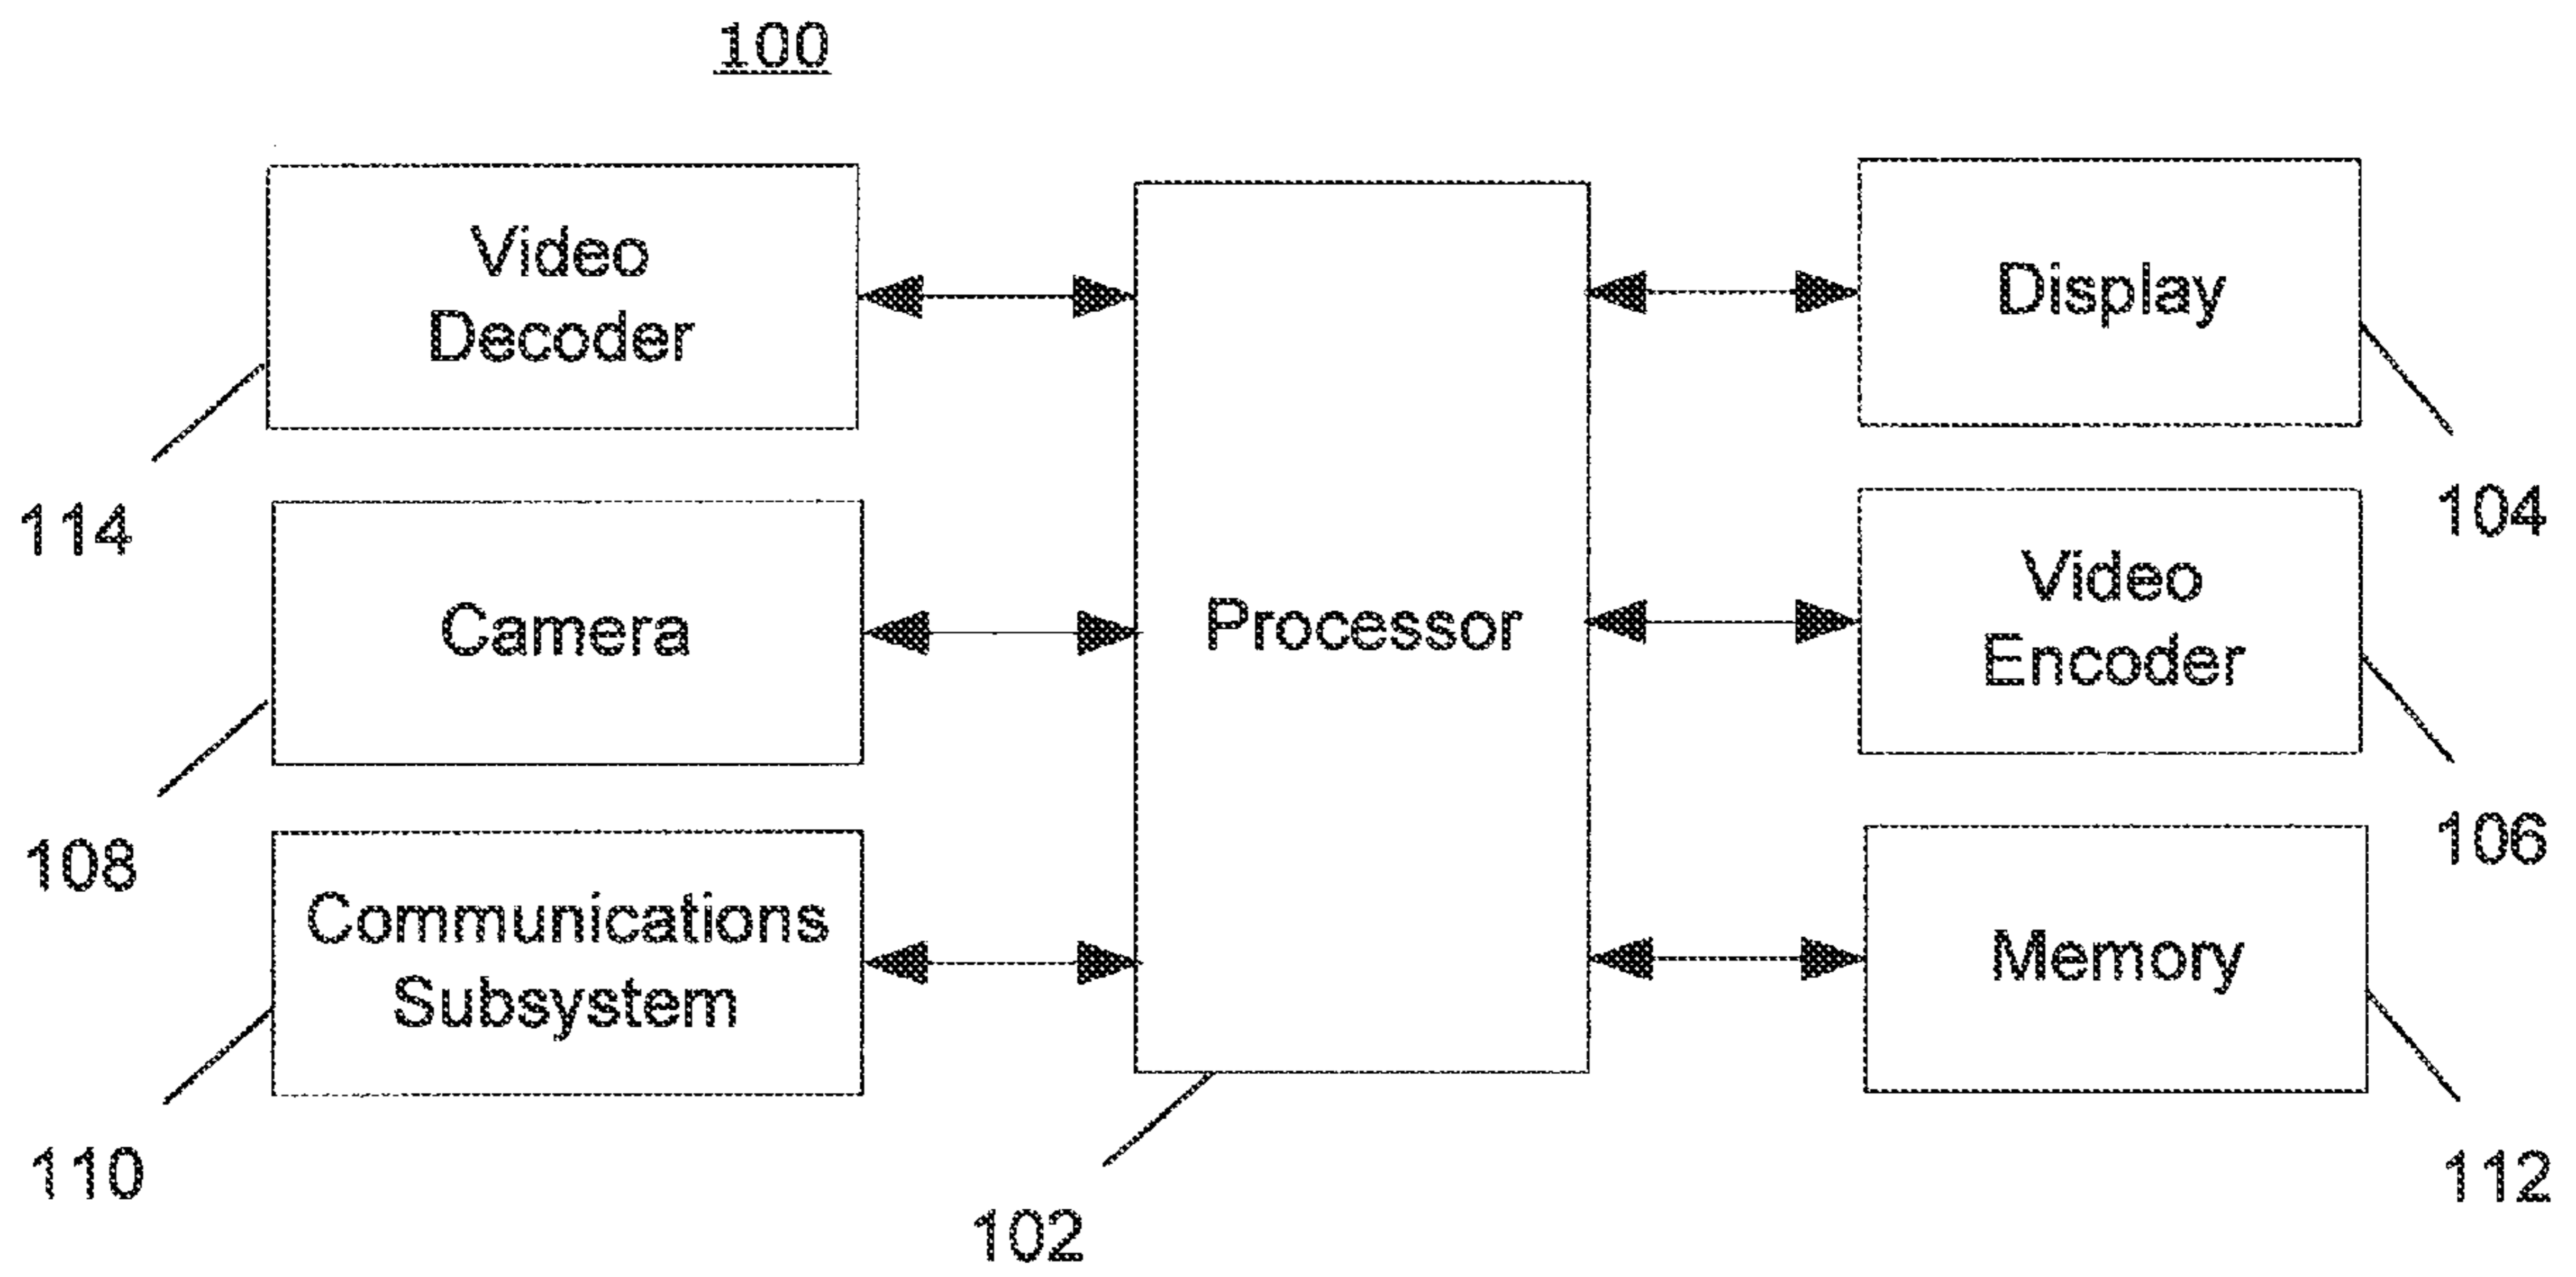 100
Video
Decoder
114
Camera
108
Communications
Subsystem
110
Processor
102
Display
104
Video
Encoder
106
Memory
112